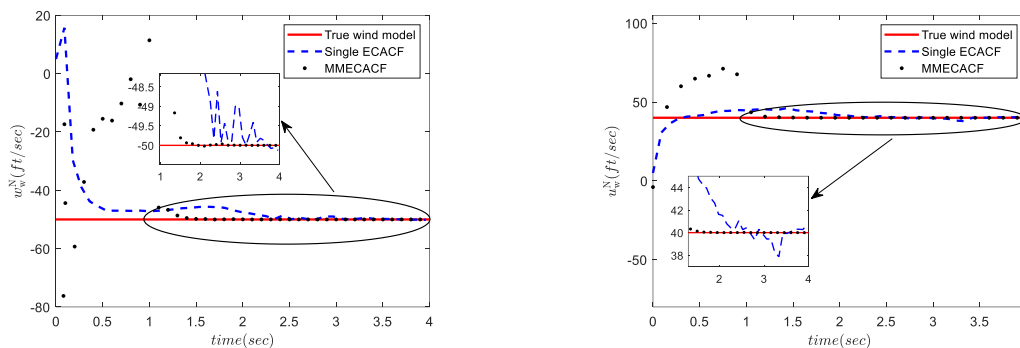 True wind model
Single ECACF
MMECACF
20
0
-20
-40
-60
-80
w_w^N(ft/sec)
-48.5
-49
-49.5
-50
1 2 3 4
0 0.5 1 1.5 2 2.5 3 3.5 4
time(sec)
True wind model
Single ECACF
MMECACF
100
50
0
-50
u_w^N(ft/sec)
44
42
40
38
2 3 4
0 0.5 1 1.5 2 2.5 3 3.5 4
time(sec)